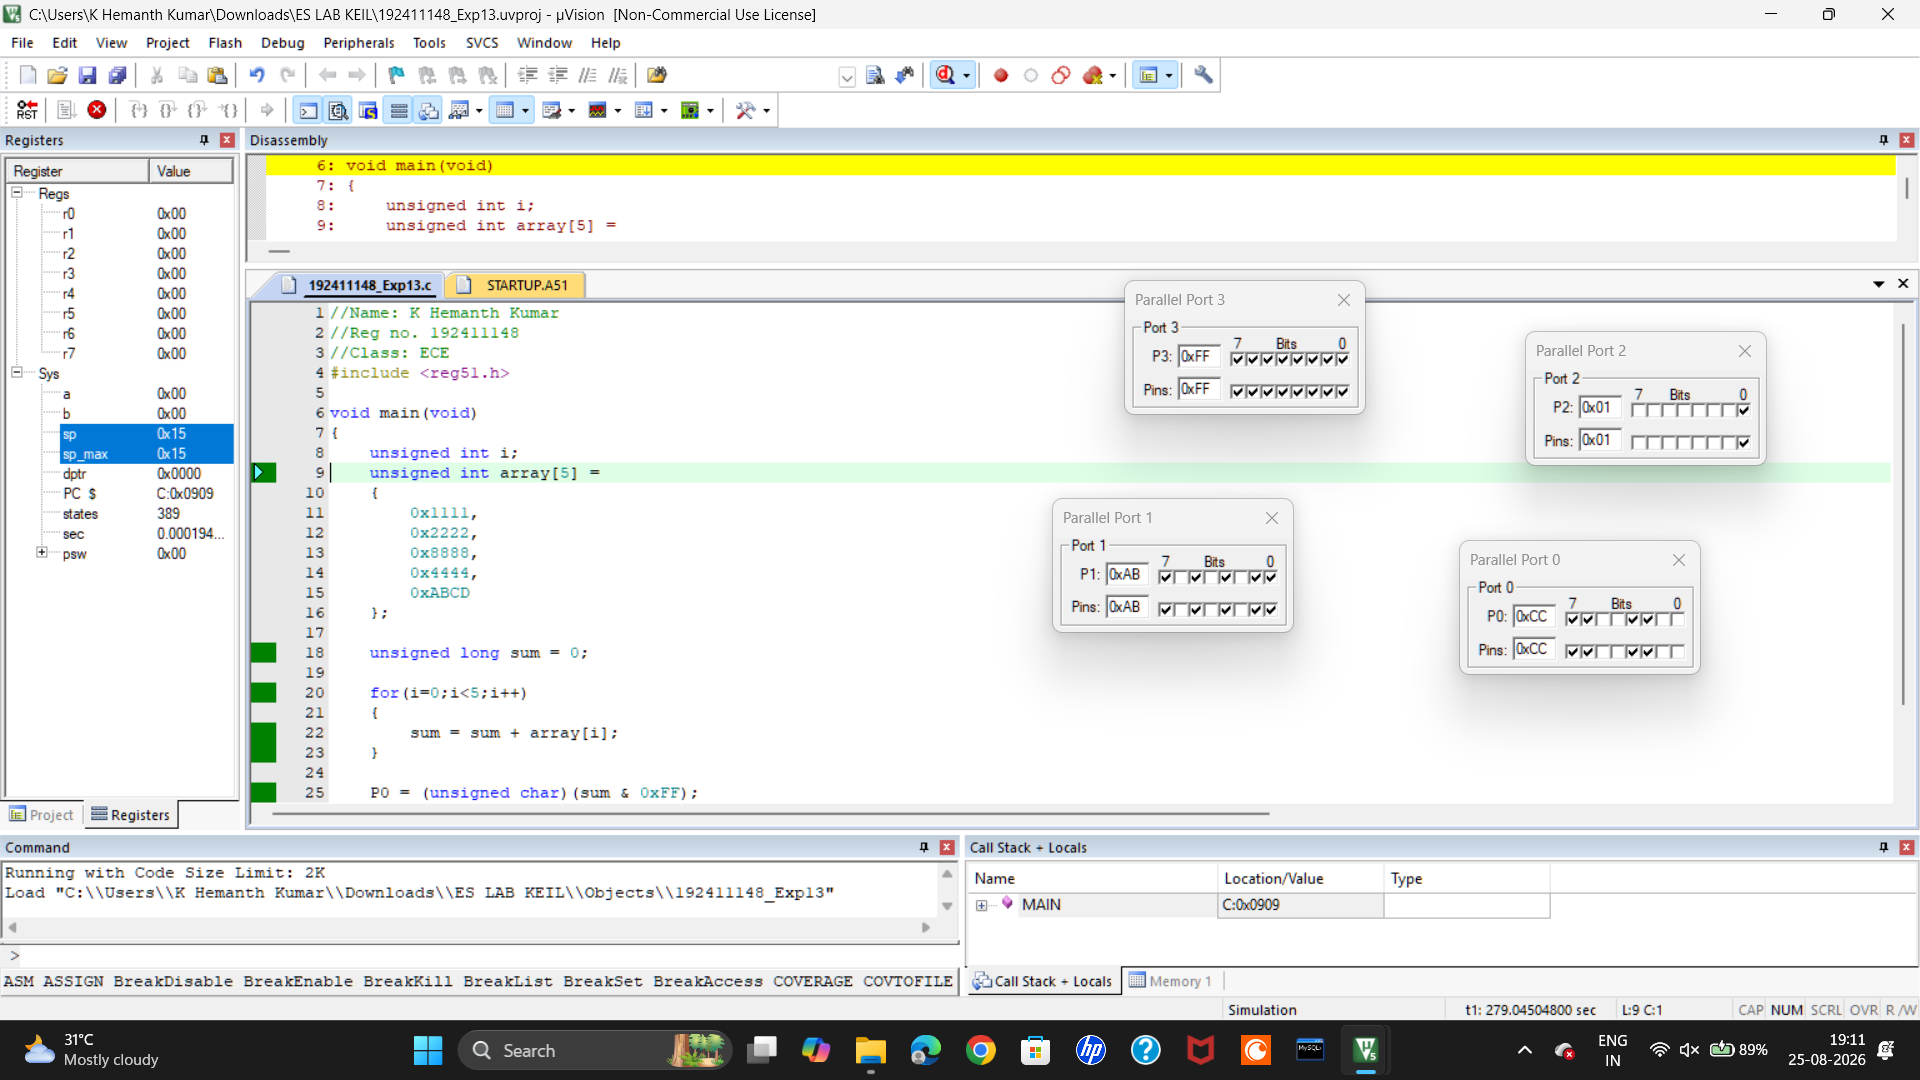 C:\Users\K Hemanth Kumar\Downloads\ES LAB KEIL\192411148_Exp13.uvproj - µVision [Non-Commercial Use License]
File Edit View Project Flash Debug Peripherals Tools SVCS Window Help
RST
Registers
Register Value
Regs
r0 0x00
r1 0x00
r2 0x00
r3 0x00
r4 0x00
r5 0x00
r6 0x00
r7 0x00
Sys
a 0x00
b 0x00
sp 0x15
sp_max 0x15
dptr 0x0000
PC $ C:0x0909
states 389
sec 0.000194...
psw 0x00
Project Registers
Disassembly
6: void main(void)
7: {
8: unsigned int i;
9: unsigned int array[5] =
192411148_Exp13.c STARTUP.A51
1 //Name: K Hemanth Kumar
2 //Reg no. 192411148
3 //Class: ECE
4 #include <reg51.h>
5
6 void main(void)
7 {
8 unsigned int i;
9 unsigned int array[5] =
10 {
11 0x1111,
12 0x2222,
13 0x8888,
14 0x4444,
15 0xABCD
16 };
17
18 unsigned long sum = 0;
19
20 for(i=0;i<5;i++)
21 {
22 sum = sum + array[i];
23 }
24
25 P0 = (unsigned char)(sum & 0xFF);
Parallel Port 3
Port 3
7 Bits 0
P3: 0xFF
Pins: 0xFF
Parallel Port 2
Port 2
7 Bits 0
P2: 0x01
Pins: 0x01
Parallel Port 1
Port 1
7 Bits 0
P1: 0xAB
Pins: 0xAB
Parallel Port 0
Port 0
7 Bits 0
P0: 0xCC
Pins: 0xCC
Command
Running with Code Size Limit: 2K
Load "C:\\Users\\K Hemanth Kumar\\Downloads\\ES LAB KEIL\\Objects\\192411148_Exp13"
>
ASM ASSIGN BreakDisable BreakEnable BreakKill BreakList BreakSet BreakAccess COVERAGE COVTOFILE
Call Stack + Locals
Name Location/Value Type
MAIN C:0x0909
Call Stack + Locals Memory 1
Simulation t1: 279.04504800 sec L:9 C:1 CAP NUM SCRL OVR R/W
31°C
Mostly cloudy
Search
hp
MySQL
ENG
IN
89%
19:11
25-08-2026